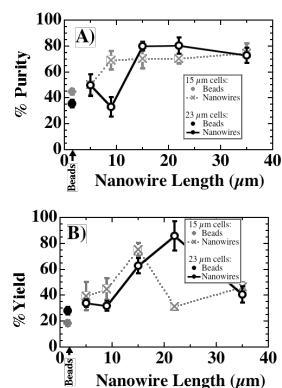 A)
100
80
60
40
20
0
% Purity
0 10 20 30 40
Beads
Nanowire Length (µm)
15 µm cells:
Beads
Nanowires
23 µm cells:
Beads
Nanowires
B)
100
80
60
40
20
0
% Yield
0 10 20 30 40
Beads
Nanowire Length (µm)
15 µm cells:
Beads
Nanowires
23 µm cells:
Beads
Nanowires